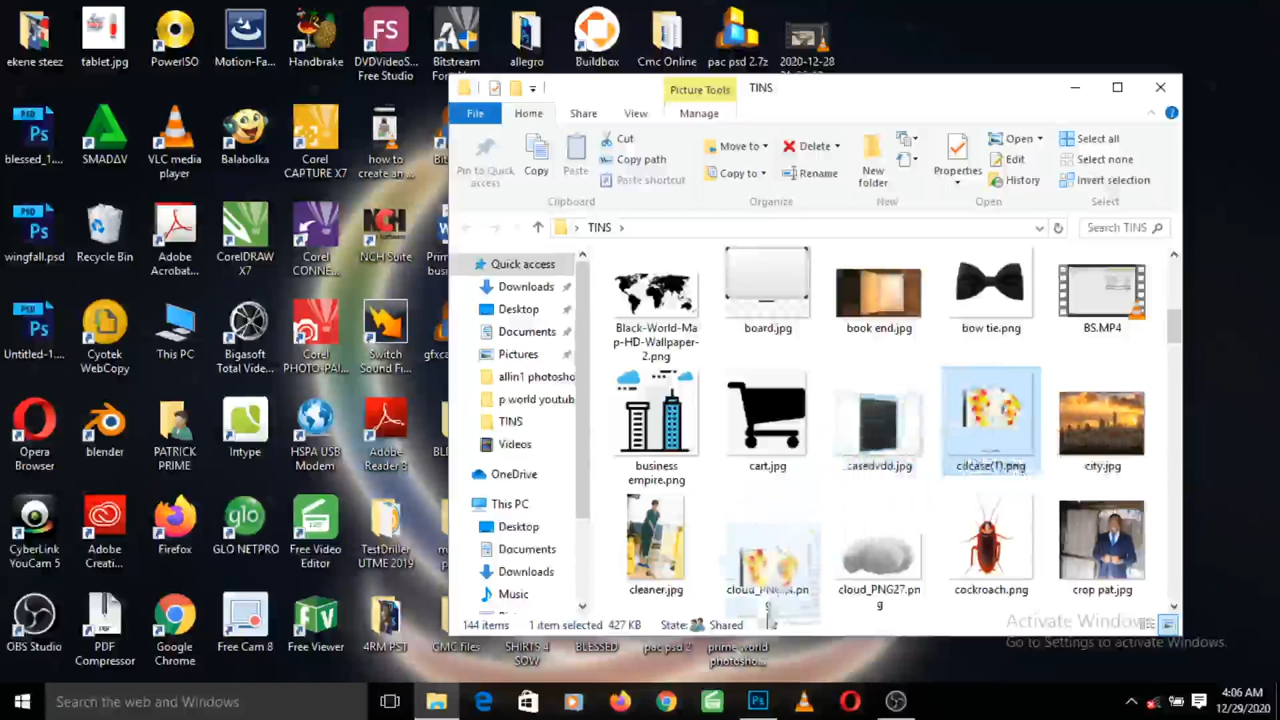 ekene steez
tablet.jpg
PowerISO
Motion-Fa...
Handbrake
DVDVideoS...
Free Studio
Bitstream
allegro
Buildbox
Cmc Online
pac psd 2.7z
2020-12-28
Picture Tools
TINS
File
Home
Share
View
Manage
Pin to Quick
access
Copy
Paste
Cut
Copy path
Paste shortcut
Move to
Copy to
Delete
Rename
New
folder
Properties
Open
Edit
History
Select all
Select none
Invert selection
Clipboard
Organize
New
Open
Select
TINS
Search TINS
blessed_1....
SMADAV
VLC media
player
Balabolka
Corel
CAPTURE X7
how to
create an ...
wingfall.psd
Recycle Bin
Adobe
Acrobat...
CorelDRAW
X7
Corel
CONNE...
NCH Suite
NCH
Untitled-1....
Cyotek
WebCopy
This PC
Bigasoft
Total Vide...
Corel
PHOTO-PAI...
Switch
Sound Fi...
Opera
Browser
blender
PATRICK
PRIME
Intype
HSPA USB
Modem
Adobe
Reader 8
CyberLink
YouCam 5
Adobe
Creati...
Firefox
GLO NETPRO
glo
Free Video
Editor
TestDriller
UTME 2019
OBS Studio
PDF
Compressor
Google
Chrome
Free Cam 8
Free Viewer
4RM PST
GMC files
SHIRTS 4
SOW
BLESSED
pac psd 2
prime world
photosho...
Quick access
Downloads
Desktop
Documents
Pictures
allin1 photosho
p world youtub
TINS
Videos
OneDrive
This PC
Desktop
Documents
Downloads
Music
Black-World-Ma
p-HD-Wallpaper-
2.png
board.jpg
book end.jpg
bow tie.png
BS.MP4
business
empire.png
cart.jpg
casedvdd.jpg
cdcase(1).png
city.jpg
cleaner.jpg
cloud_PNG27.pn
g
cockroach.png
crop pat.jpg
144 items
1 item selected
427 KB
State:
Shared
Activate Windows
Go to Settings to activate Windows.
Search the web and Windows
4:06 AM
12/29/2020